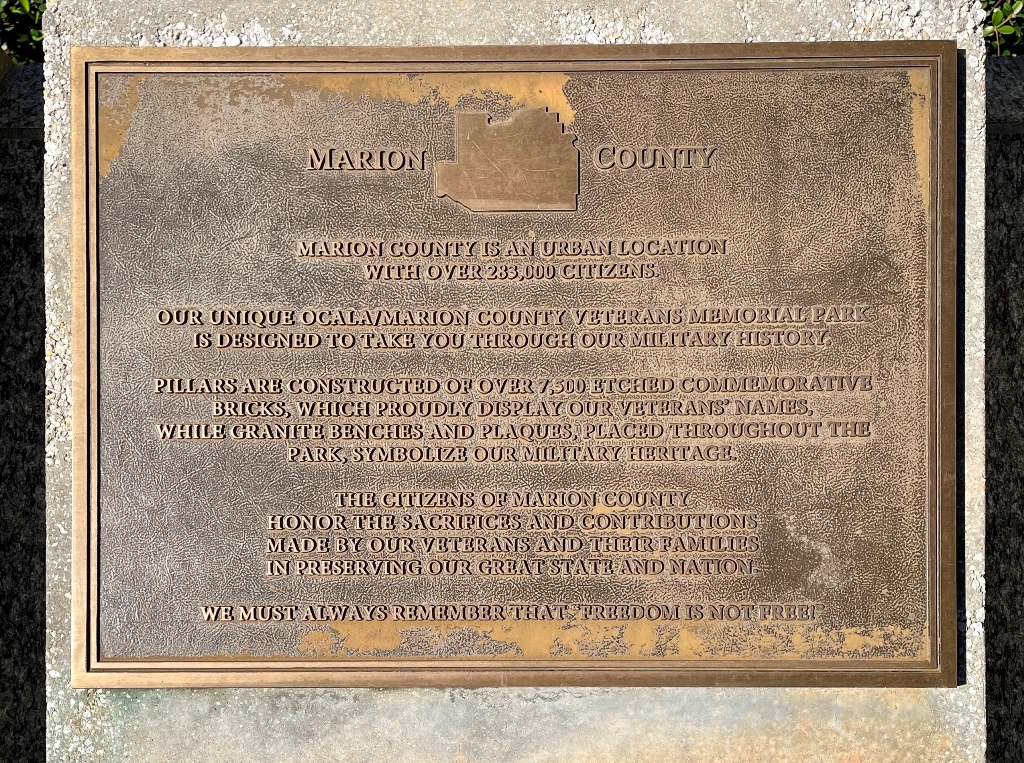 MARION COUNTY
MARION COUNTY IS AN URBAN LOCATION
WITH OVER 283,000 CITIZENS.
OUR UNIQUE OCALA/MARION COUNTY VETERANS MEMORIAL PARK
IS DESIGNED TO TAKE YOU THROUGH OUR MILITARY HISTORY.
PILLARS ARE CONSTRUCTED OF OVER 7,500 ETCHED COMMEMORATIVE
BRICKS, WHICH PROUDLY DISPLAY OUR VETERANS' NAMES,
WHILE GRANITE BENCHES AND PLAQUES, PLACED THROUGHOUT THE
PARK, SYMBOLIZE OUR MILITARY HERITAGE.
THE CITIZENS OF MARION COUNTY
HONOR THE SACRIFICES AND CONTRIBUTIONS
MADE BY OUR VETERANS AND THEIR FAMILIES
IN PRESERVING OUR GREAT STATE AND NATION.
WE MUST ALWAYS REMEMBER THAT "FREEDOM IS NOT FREE!"